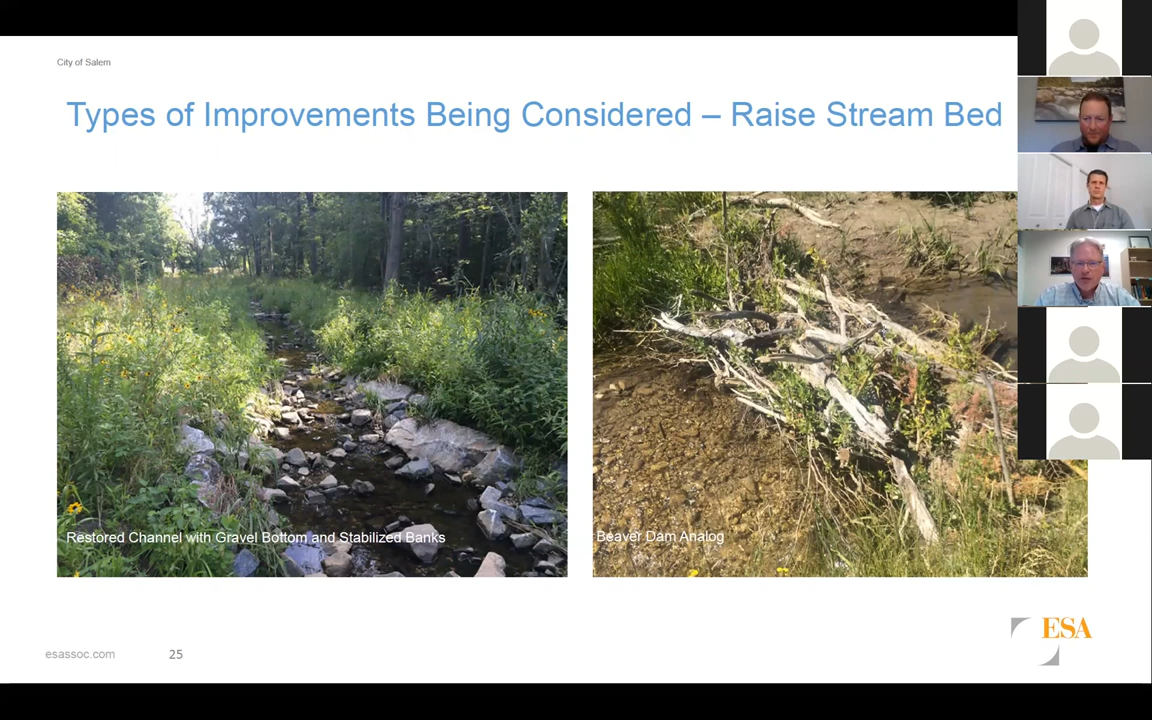 City of Salem
Types of Improvements Being Considered – Raise Stream Bed
Restored Channel with Gravel Bottom and Stabilized Banks
Beaver Dam Analog
esassoc.com
25
ESA